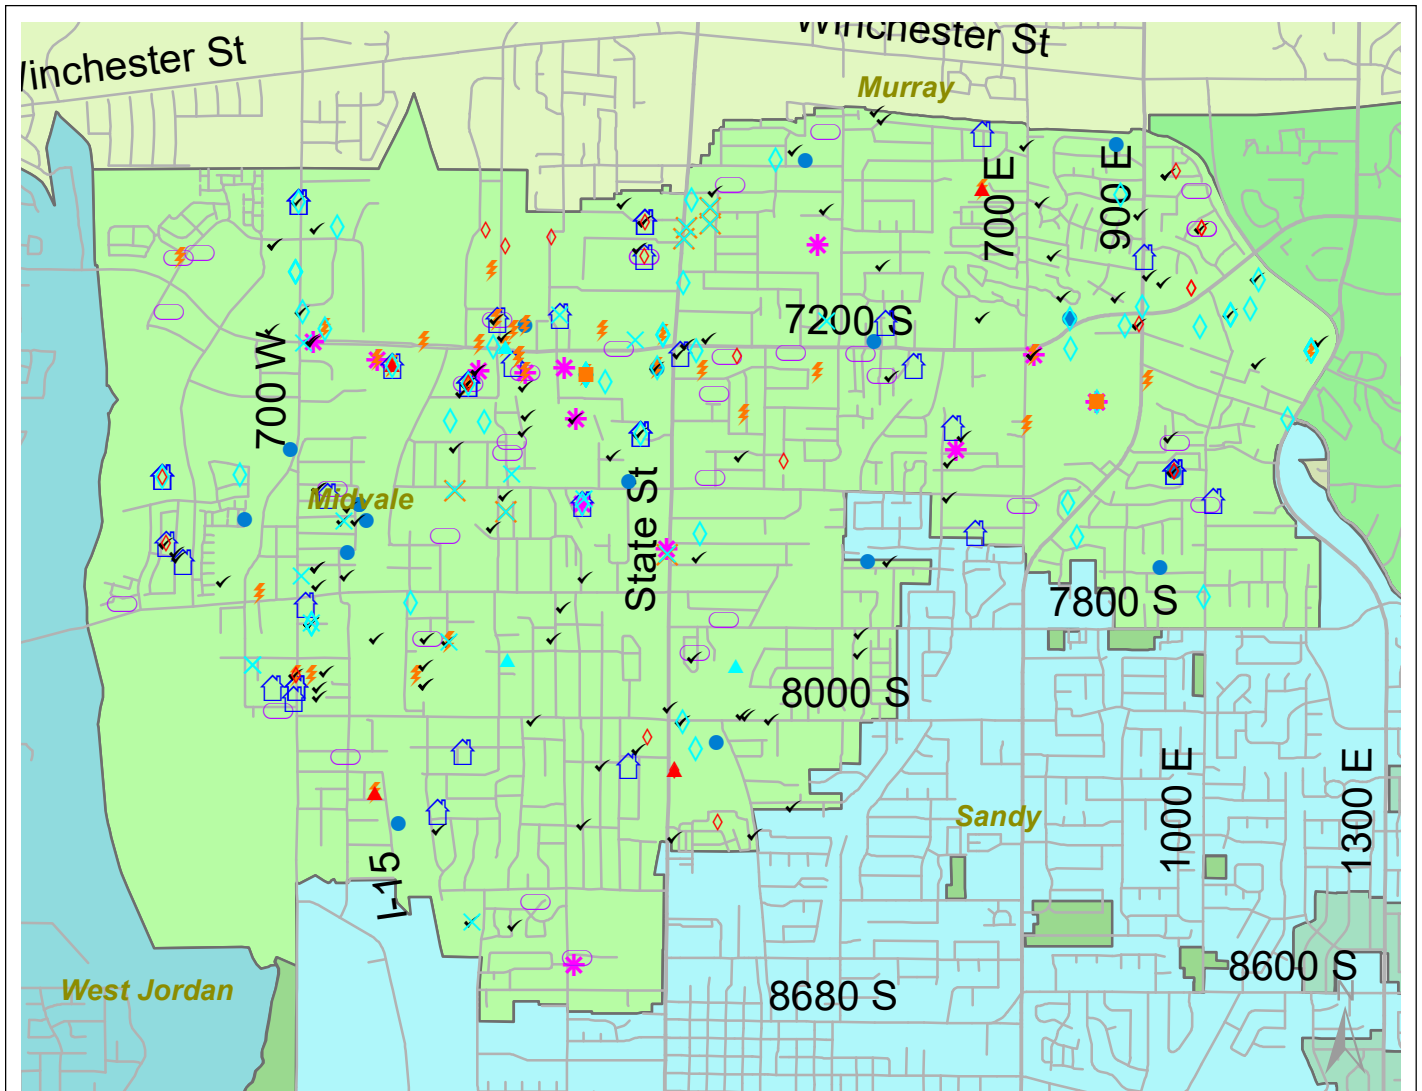 Winchester St
Winchester St
Murray
700 E
900 E
7200 S
700 W
Midvale
State St
7800 S
8000 S
1000 E
1300 E
Sandy
I-15
8600 S
West Jordan
8680 S
N